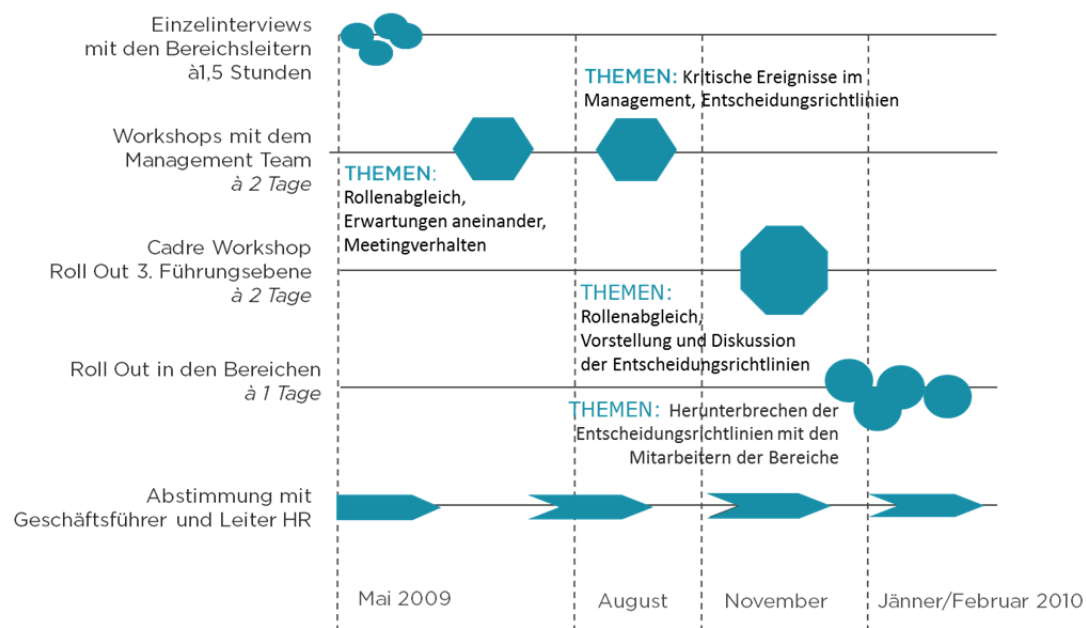 Einzelinterviews
mit den Bereichsleitern
à1,5 Stunden
THEMEN: Kritische Ereignisse im
Management, Entscheidungsrichtlinien
Workshops mit dem
Management Team
à 2 Tage
THEMEN:
Rollenabgleich,
Erwartungen aneinander,
Meetingverhalten
Cadre Workshop
Roll Out 3. Führungsebene
à 2 Tage
THEMEN:
Rollenabgleich,
Vorstellung und Diskussion
der Entscheidungsrichtlinien
Roll Out in den Bereichen
à 1 Tage
THEMEN: Herunterbrechen der
Entscheidungsrichtlinien mit den
Mitarbeitern der Bereiche
Abstimmung mit
Geschäftsführer und Leiter HR
Mai 2009
August
November
Jänner/Februar 2010